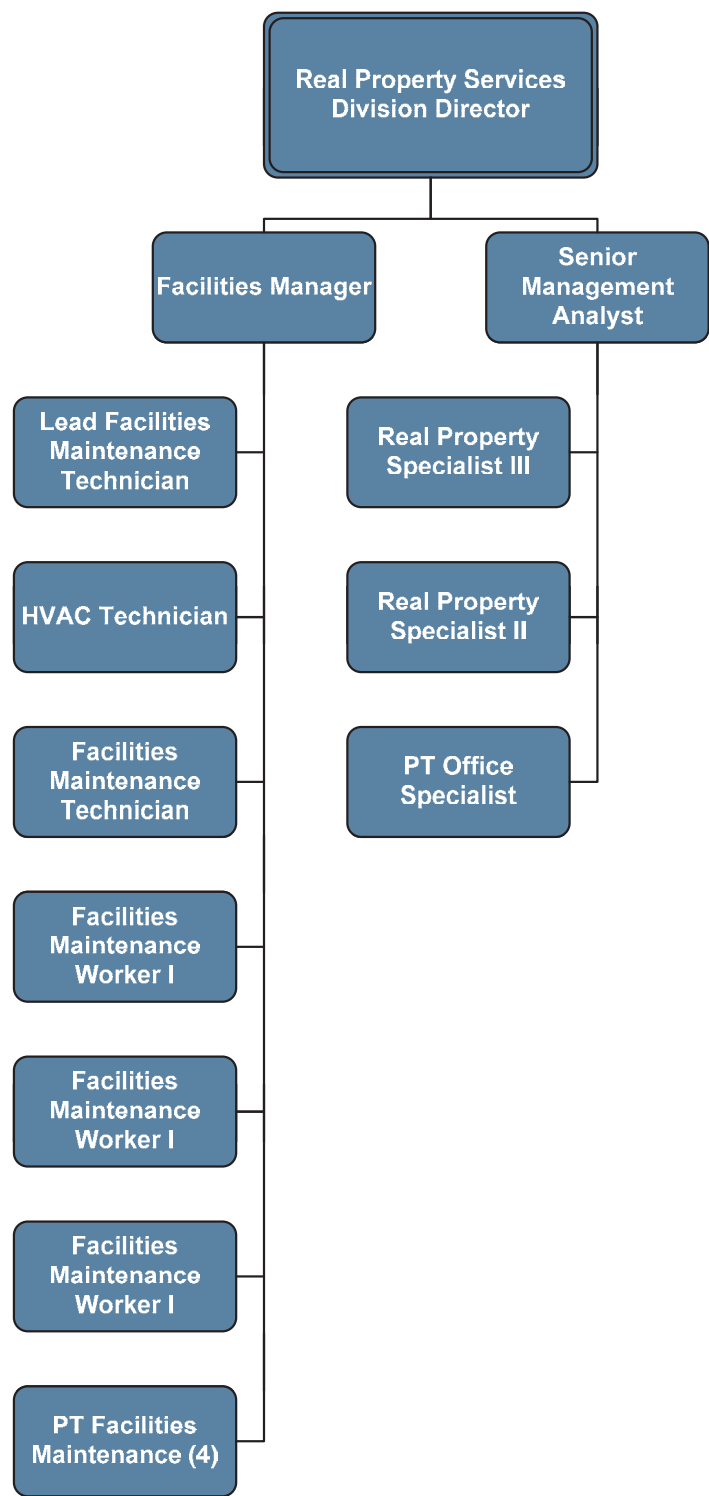 Real Property Services
Division Director
Facilities Manager
Senior
Management
Analyst
Lead Facilities
Maintenance
Technician
HVAC Technician
Facilities
Maintenance
Technician
Facilities
Maintenance
Worker I
Facilities
Maintenance
Worker I
Facilities
Maintenance
Worker I
PT Facilities
Maintenance (4)
Real Property
Specialist III
Real Property
Specialist II
PT Office
Specialist